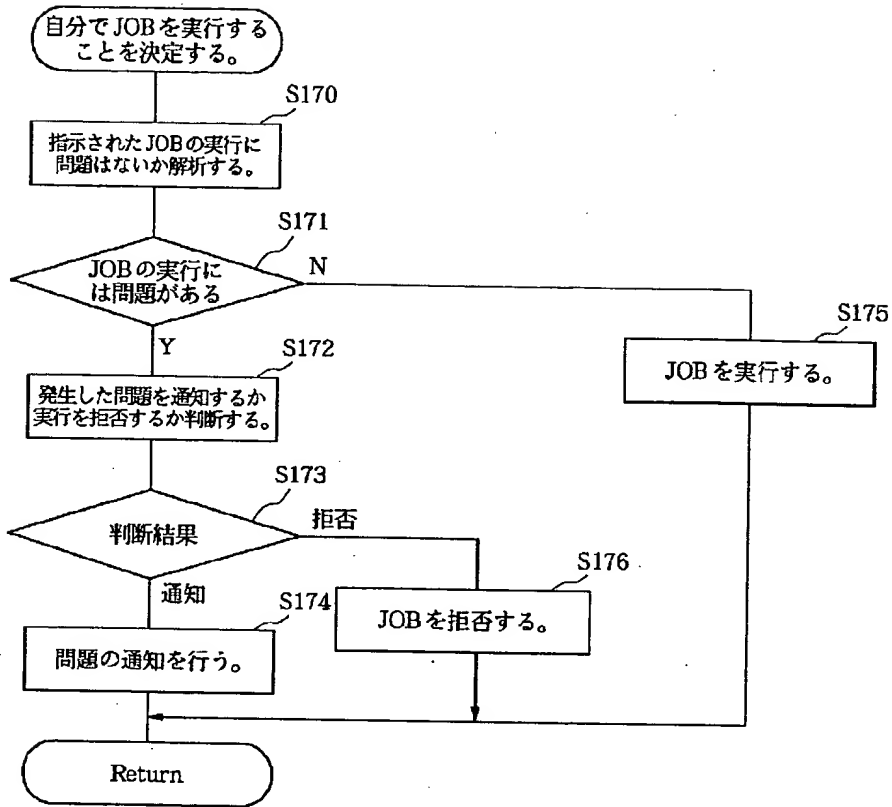 自分でJOBを実行する
ことを決定する。
S170
指示されたJOBの実行に
問題はないか解析する。
S171
JOBの実行に
は問題がある
N
Y
S175
JOBを実行する。
S172
発生した問題を通知するか
実行を拒否するか判断する。
S173
判断結果
拒否
通知
S176
JOBを拒否する。
S174
問題の通知を行う。
Return